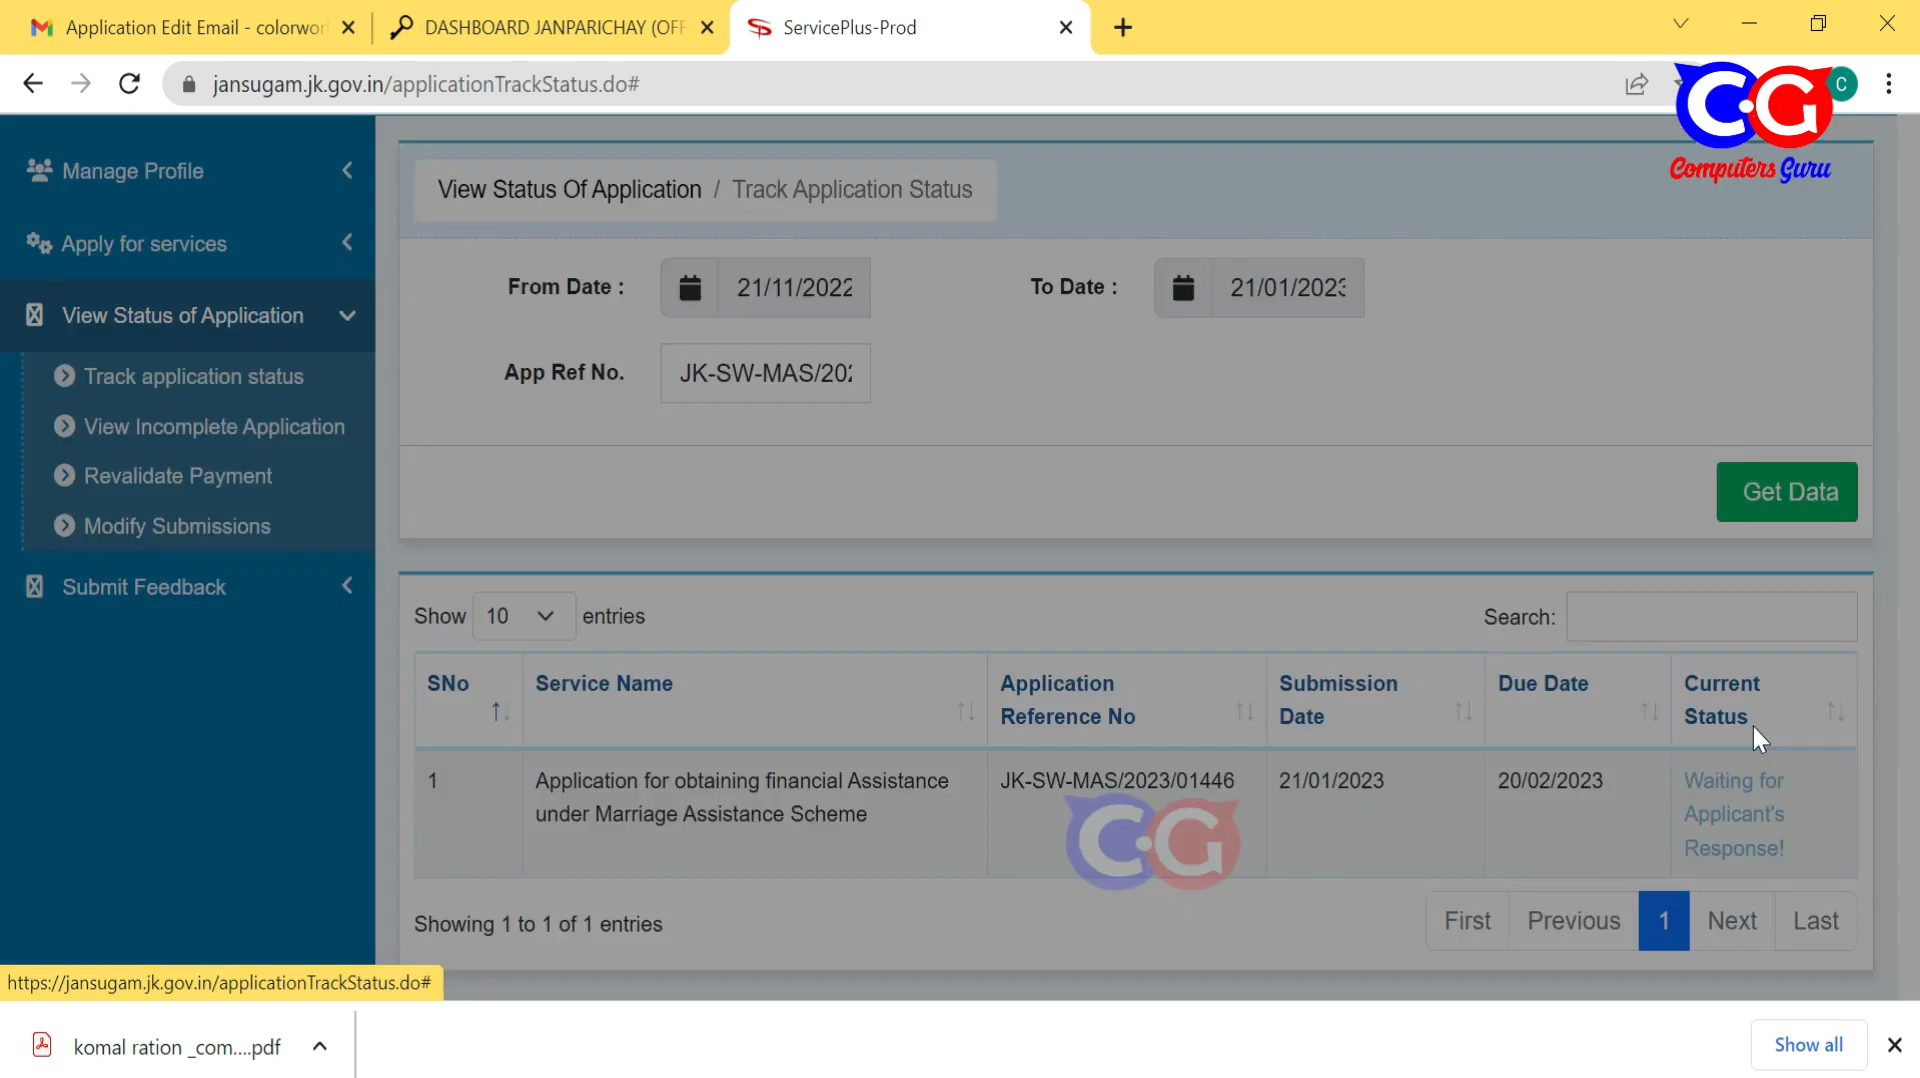 Application Edit Email - colorwor
DASHBOARD JANPARICHAY (OFF
ServicePlus-Prod
jansugam.jk.gov.in/applicationTrackStatus.do#
C
C.G
Computers Guru
Manage Profile
Apply for services
View Status of Application
Track application status
View Incomplete Application
Revalidate Payment
Modify Submissions
Submit Feedback
View Status Of Application / Track Application Status
From Date : 21/11/2022
To Date : 21/01/2023
App Ref No. JK-SW-MAS/202
Get Data
Show 10 entries
Search:
SNo
Service Name
Application
Reference No
Submission
Date
Due Date
Current
Status
1
Application for obtaining financial Assistance
under Marriage Assistance Scheme
JK-SW-MAS/2023/01446
21/01/2023
20/02/2023
Waiting for
Applicant's
Response!
C.G
Showing 1 to 1 of 1 entries
First Previous 1 Next Last
https://jansugam.jk.gov.in/applicationTrackStatus.do#
komal ration _com....pdf
Show all